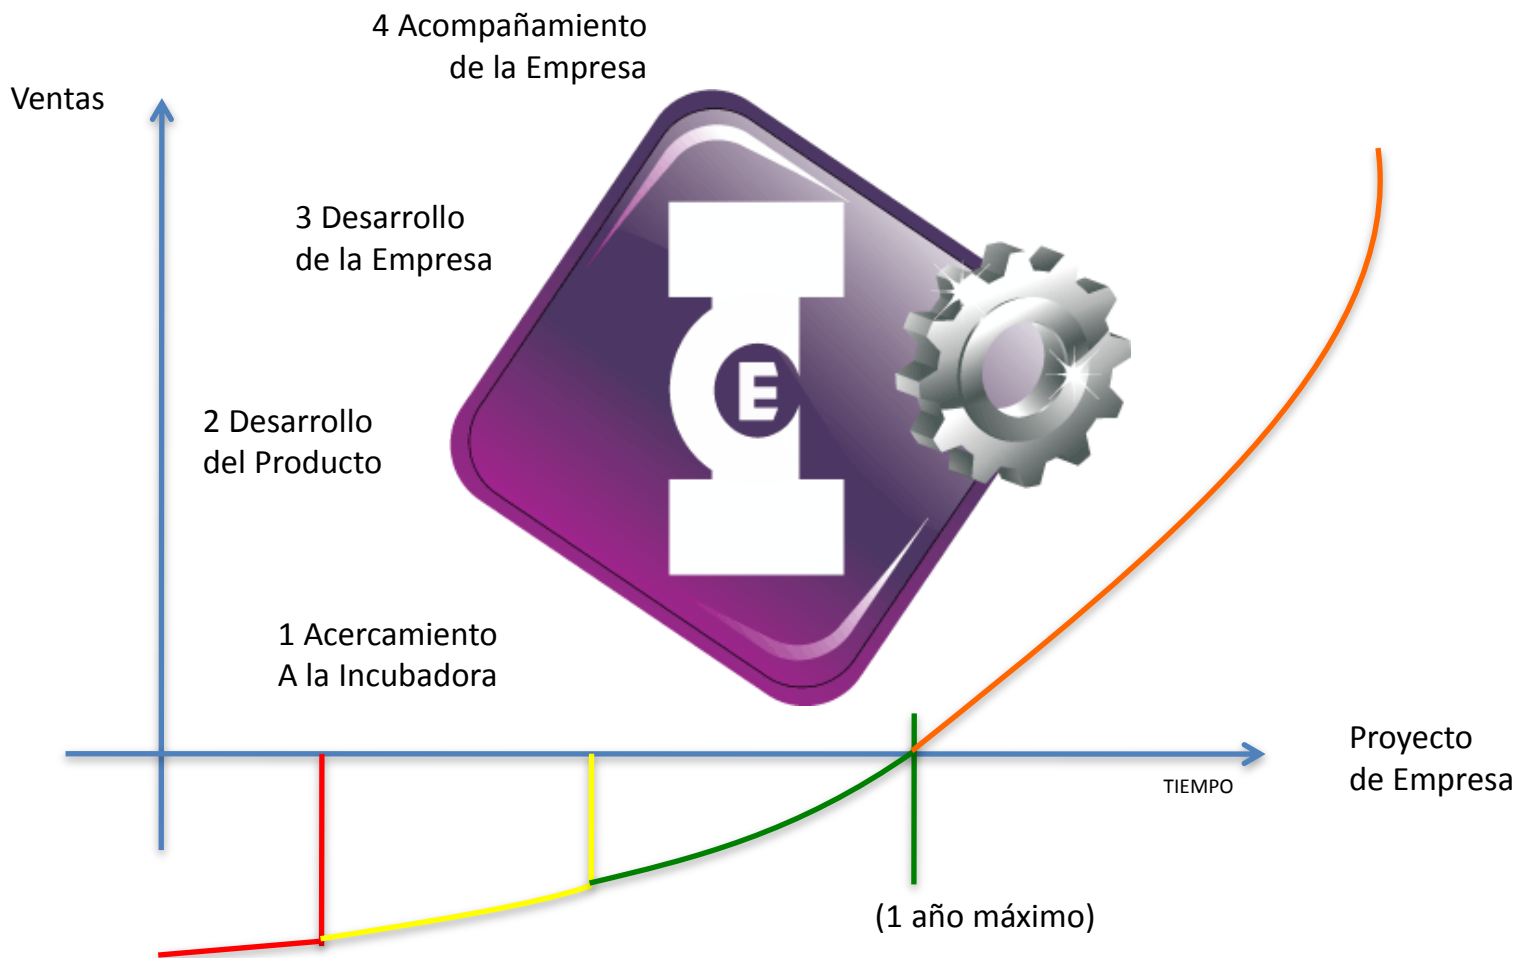 4 Acompañamiento
de la Empresa
Ventas
3 Desarrollo
de la Empresa
E
2 Desarrollo
del Producto
1 Acercamiento
A la Incubadora
Proyecto
de Empresa
TIEMPO
(1 año máximo)